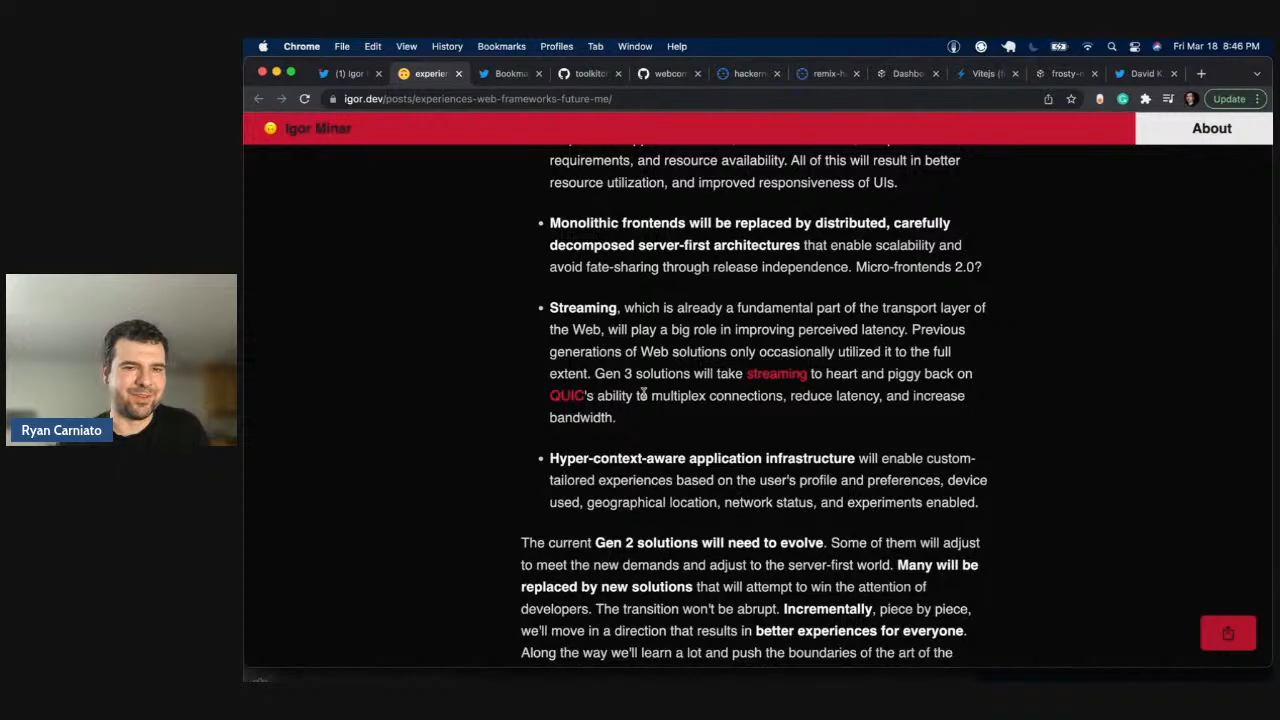 Chrome File Edit View History Bookmarks Profiles Tab Window Help Fri Mar 18 8:46 PM
(1) Igor experien Bookma toolkit webcom hackern remix-h Dashbo Vitejs ( frosty-n David K
igor.dev/posts/experiences-web-frameworks-future-me/ Update
Igor Minar About
requirements, and resource availability. All of this will result in better
resource utilization, and improved responsiveness of UIs.
• Monolithic frontends will be replaced by distributed, carefully
decomposed server-first architectures that enable scalability and
avoid fate-sharing through release independence. Micro-frontends 2.0?
• Streaming, which is already a fundamental part of the transport layer of
the Web, will play a big role in improving perceived latency. Previous
generations of Web solutions only occasionally utilized it to the full
extent. Gen 3 solutions will take streaming to heart and piggy back on
QUIC's ability to multiplex connections, reduce latency, and increase
bandwidth.
Ryan Carniato
• Hyper-context-aware application infrastructure will enable custom-
tailored experiences based on the user's profile and preferences, device
used, geographical location, network status, and experiments enabled.
The current Gen 2 solutions will need to evolve. Some of them will adjust
to meet the new demands and adjust to the server-first world. Many will be
replaced by new solutions that will attempt to win the attention of
developers. The transition won't be abrupt. Incrementally, piece by piece,
we'll move in a direction that results in better experiences for everyone.
Along the way we'll learn a lot and push the boundaries of the art of the